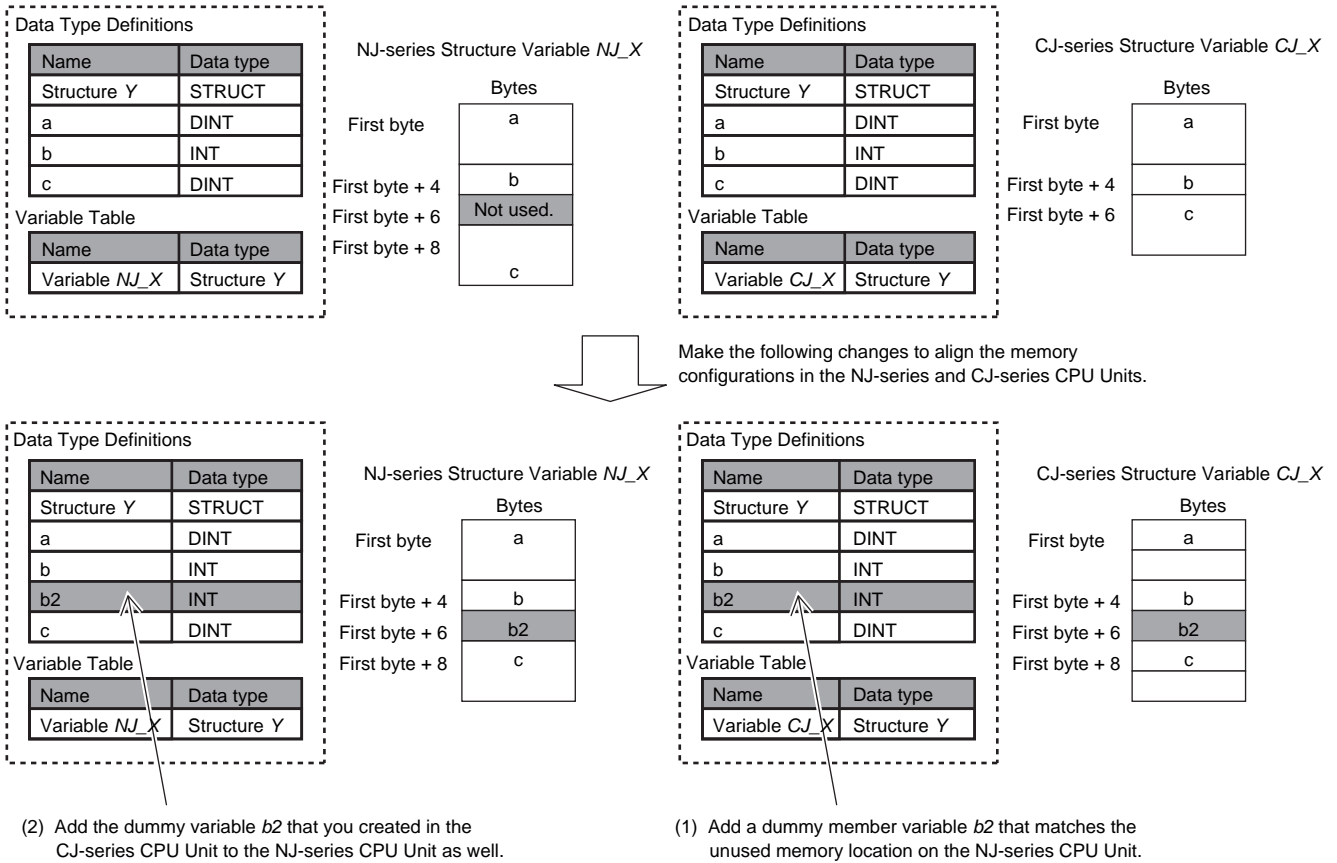 Data Type Definitions
Name Data type
Structure Y STRUCT
a DINT
b INT
c DINT
Variable Table
Name Data type
Variable NJ_X Structure Y
NJ-series Structure Variable NJ_X
Bytes
First byte a
First byte + 4 b
First byte + 6 Not used.
First byte + 8
c
Data Type Definitions
Name Data type
Structure Y STRUCT
a DINT
b INT
c DINT
Variable Table
Name Data type
Variable CJ_X Structure Y
CJ-series Structure Variable CJ_X
Bytes
First byte a
First byte + 4 b
First byte + 6 c
Make the following changes to align the memory
configurations in the NJ-series and CJ-series CPU Units.
Data Type Definitions
Name Data type
Structure Y STRUCT
a DINT
b INT
b2 INT
c DINT
Variable Table
Name Data type
Variable NJ_X Structure Y
NJ-series Structure Variable NJ_X
Bytes
First byte a
First byte + 4 b
First byte + 6 b2
First byte + 8 c
(2) Add the dummy variable b2 that you created in the
CJ-series CPU Unit to the NJ-series CPU Unit as well.
Data Type Definitions
Name Data type
Structure Y STRUCT
a DINT
b INT
b2 INT
c DINT
Variable Table
Name Data type
Variable CJ_X Structure Y
CJ-series Structure Variable CJ_X
Bytes
First byte a
First byte + 4 b
First byte + 6 b2
First byte + 8 c
(1) Add a dummy member variable b2 that matches the
unused memory location on the NJ-series CPU Unit.